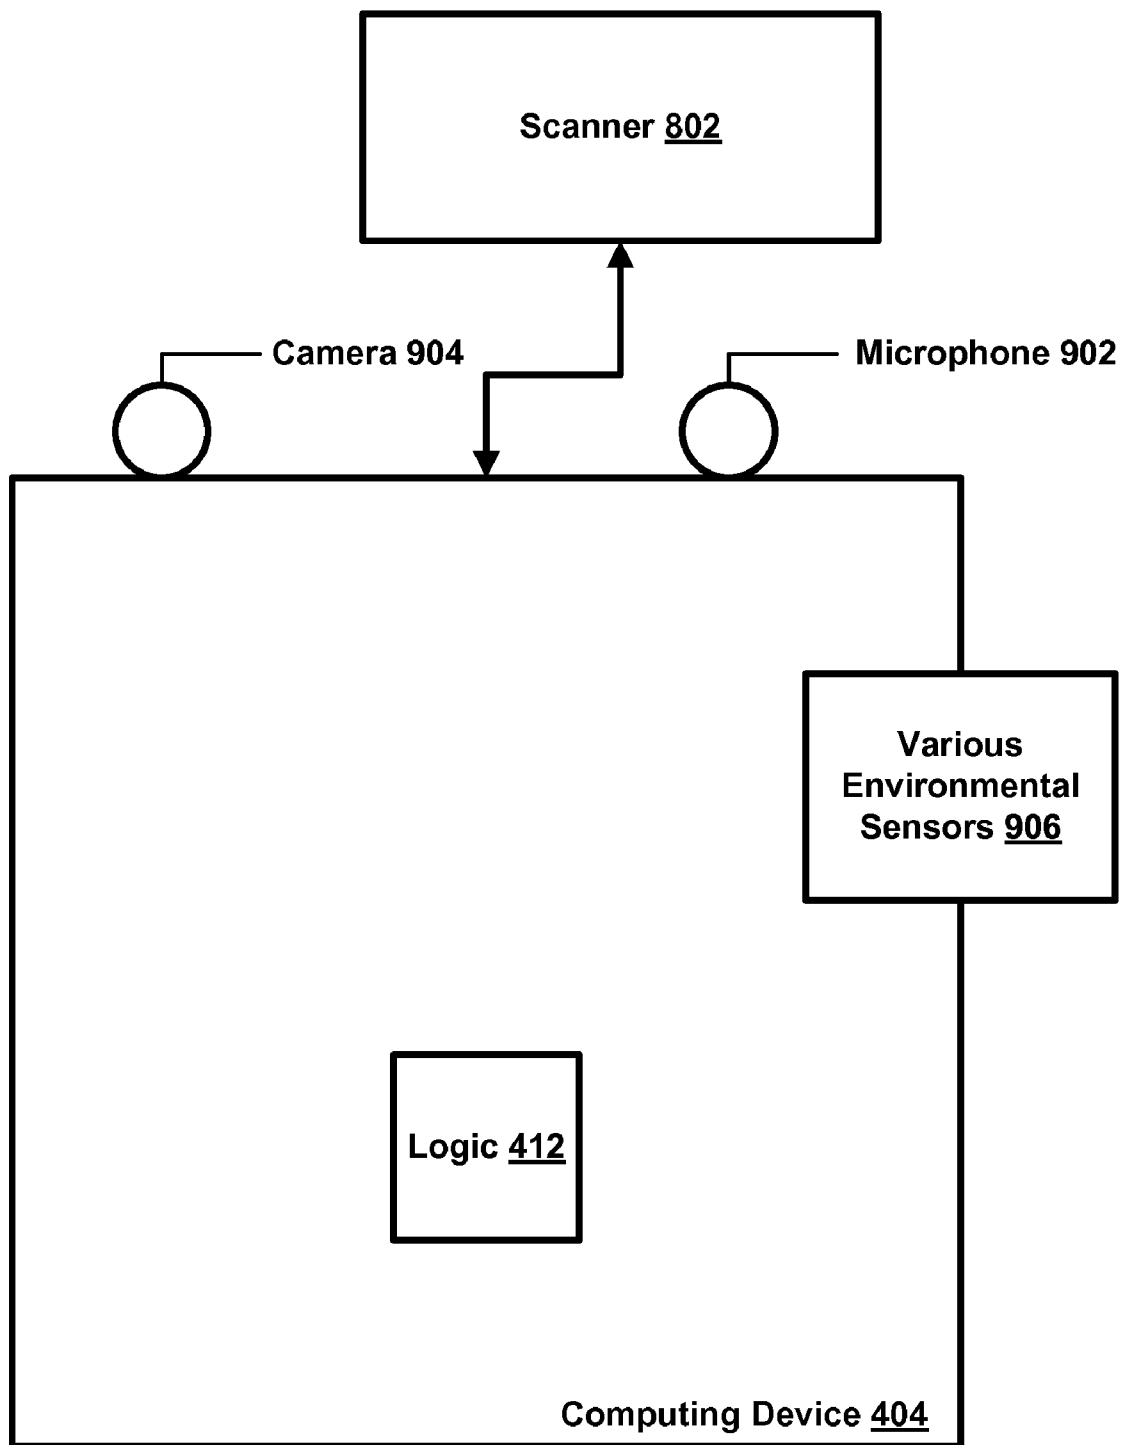 Scanner 802
Camera 904
Microphone 902
Various
Environmental
Sensors 906
Logic 412
Computing Device 404